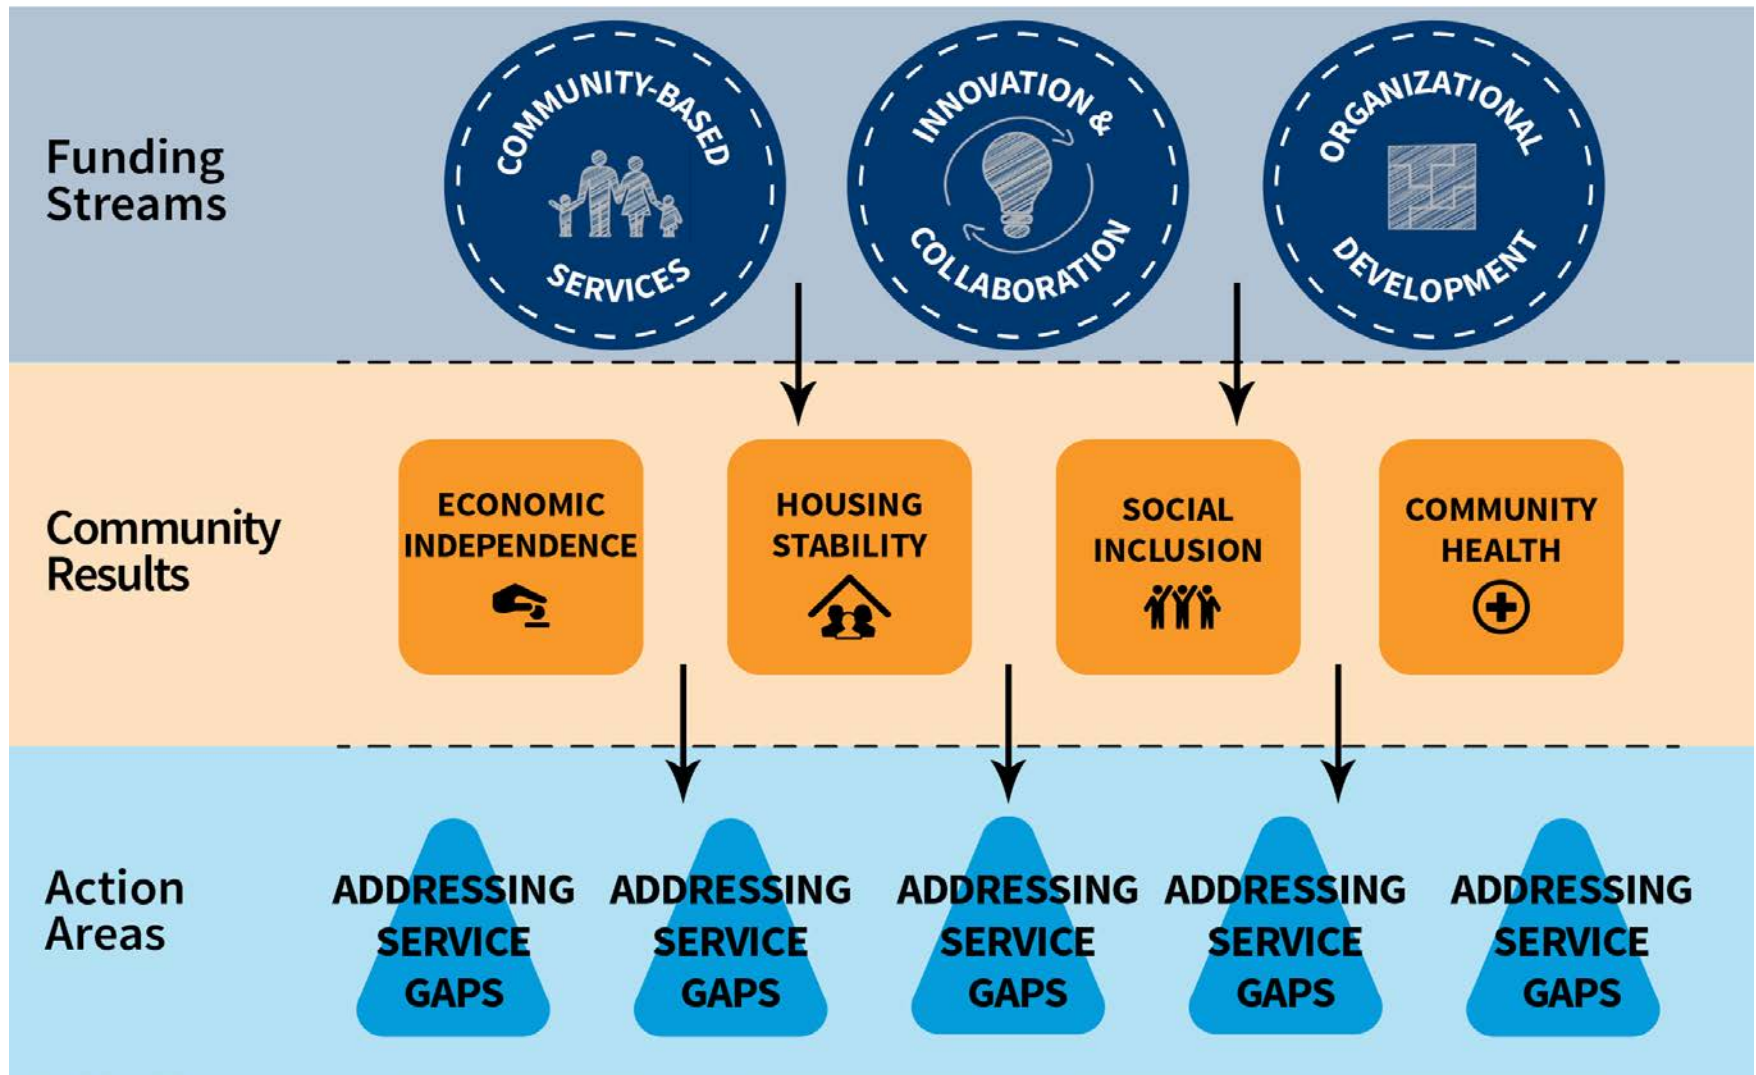 Funding
Streams
COMMUNITY-BASED
SERVICES
INNOVATION &
COLLABORATION
ORGANIZATIONAL
DEVELOPMENT
Community
Results
ECONOMIC
INDEPENDENCE
HOUSING
STABILITY
SOCIAL
INCLUSION
COMMUNITY
HEALTH
Action
Areas
ADDRESSING
SERVICE
GAPS
ADDRESSING
SERVICE
GAPS
ADDRESSING
SERVICE
GAPS
ADDRESSING
SERVICE
GAPS
ADDRESSING
SERVICE
GAPS